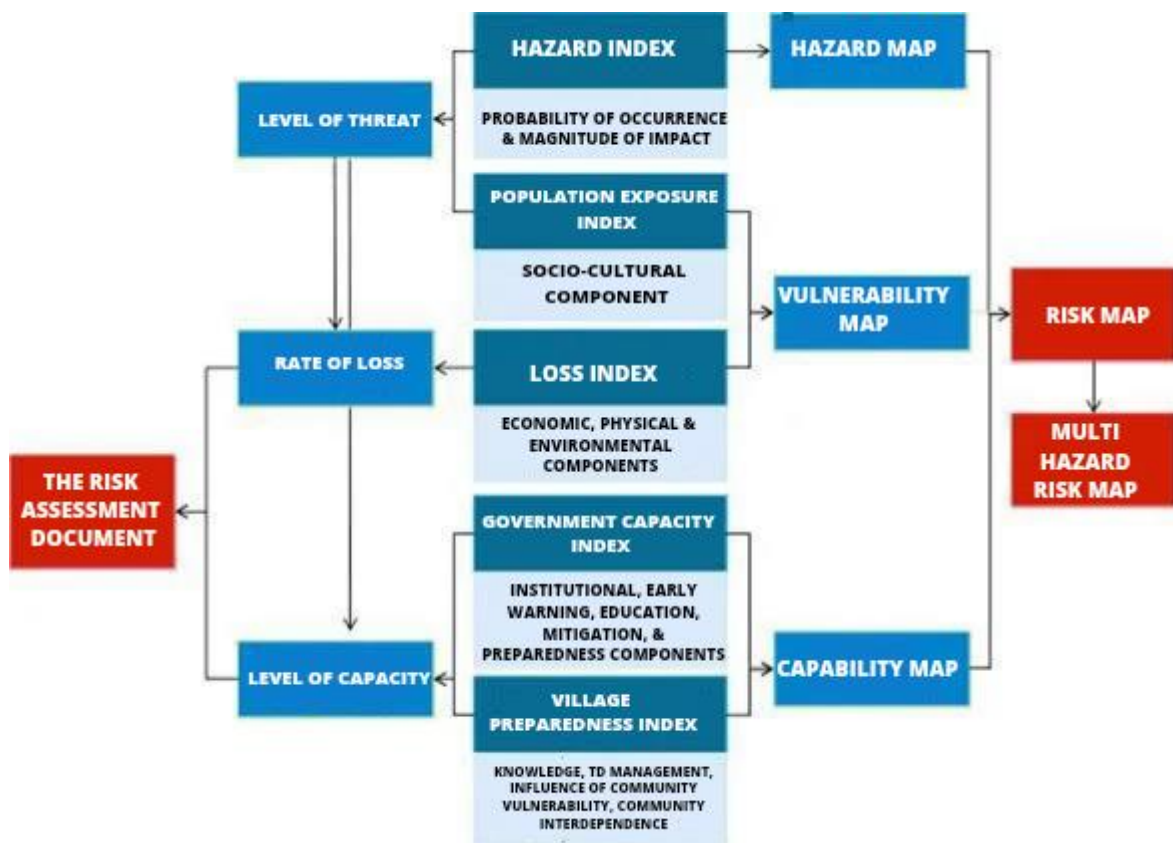 HAZARD INDEX
PROBABILITY OF OCCURRENCE
& MAGNITUDE OF IMPACT
HAZARD MAP
LEVEL OF THREAT
POPULATION EXPOSURE
INDEX
SOCIO-CULTURAL
COMPONENT
VULNERABILITY
MAP
RISK MAP
RATE OF LOSS
LOSS INDEX
ECONOMIC, PHYSICAL &
ENVIRONMENTAL
COMPONENTS
MULTI
HAZARD
RISK MAP
THE RISK
ASSESSMENT
DOCUMENT
GOVERNMENT CAPACITY
INDEX
INSTITUTIONAL, EARLY
WARNING, EDUCATION,
MITIGATION, &
PREPAREDNESS COMPONENTS
LEVEL OF CAPACITY
CAPABILITY MAP
VILLAGE
PREPAREDNESS INDEX
KNOWLEDGE, TD MANAGEMENT,
INFLUENCE OF COMMUNITY
VULNERABILITY, COMMUNITY
INTERDEPENDENCE